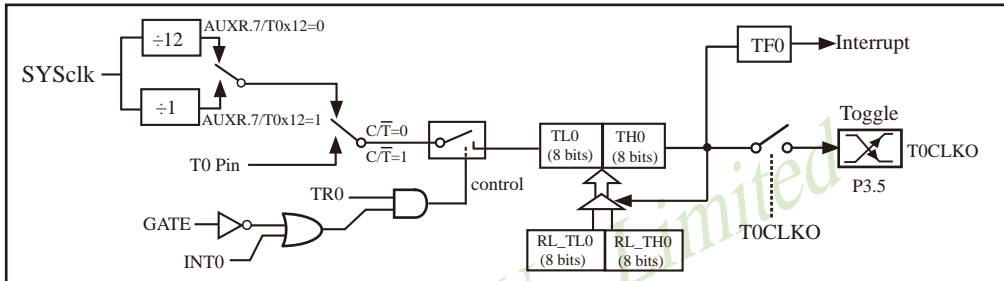 ÷12
AUXR.7/T0x12=0
SYSclk
÷1
AUXR.7/T0x12=1
T0 Pin
C/T̅=0
C/T̅=1
control
TR0
GATE
INT0
TL0
(8 bits)
TH0
(8 bits)
RL_TL0
(8 bits)
RL_TH0
(8 bits)
TF0
Interrupt
Toggle
T0CLKO
P3.5
T0CLKO
Limited